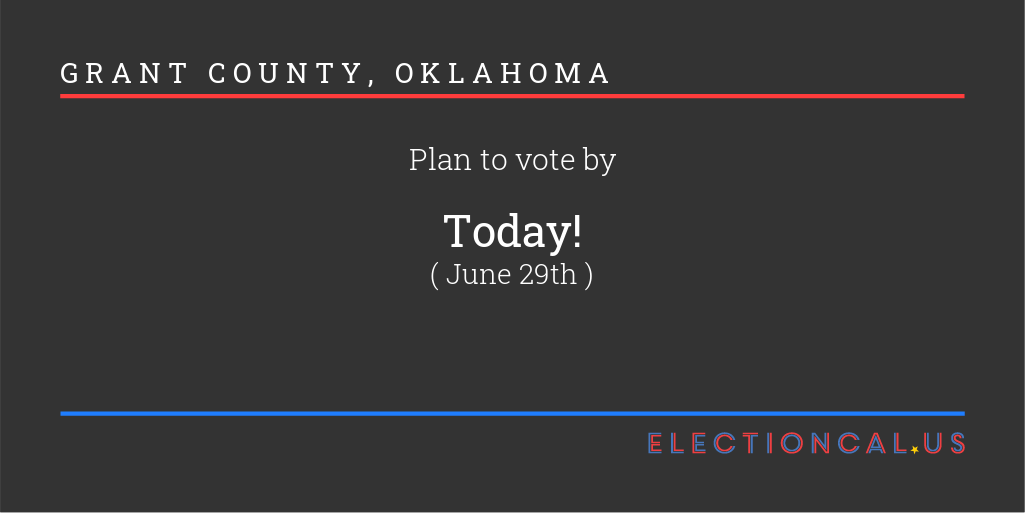 GRANT COUNTY, OKLAHOMA
Plan to vote by
Today!
( June 29th )
ELECTIONCAL.US